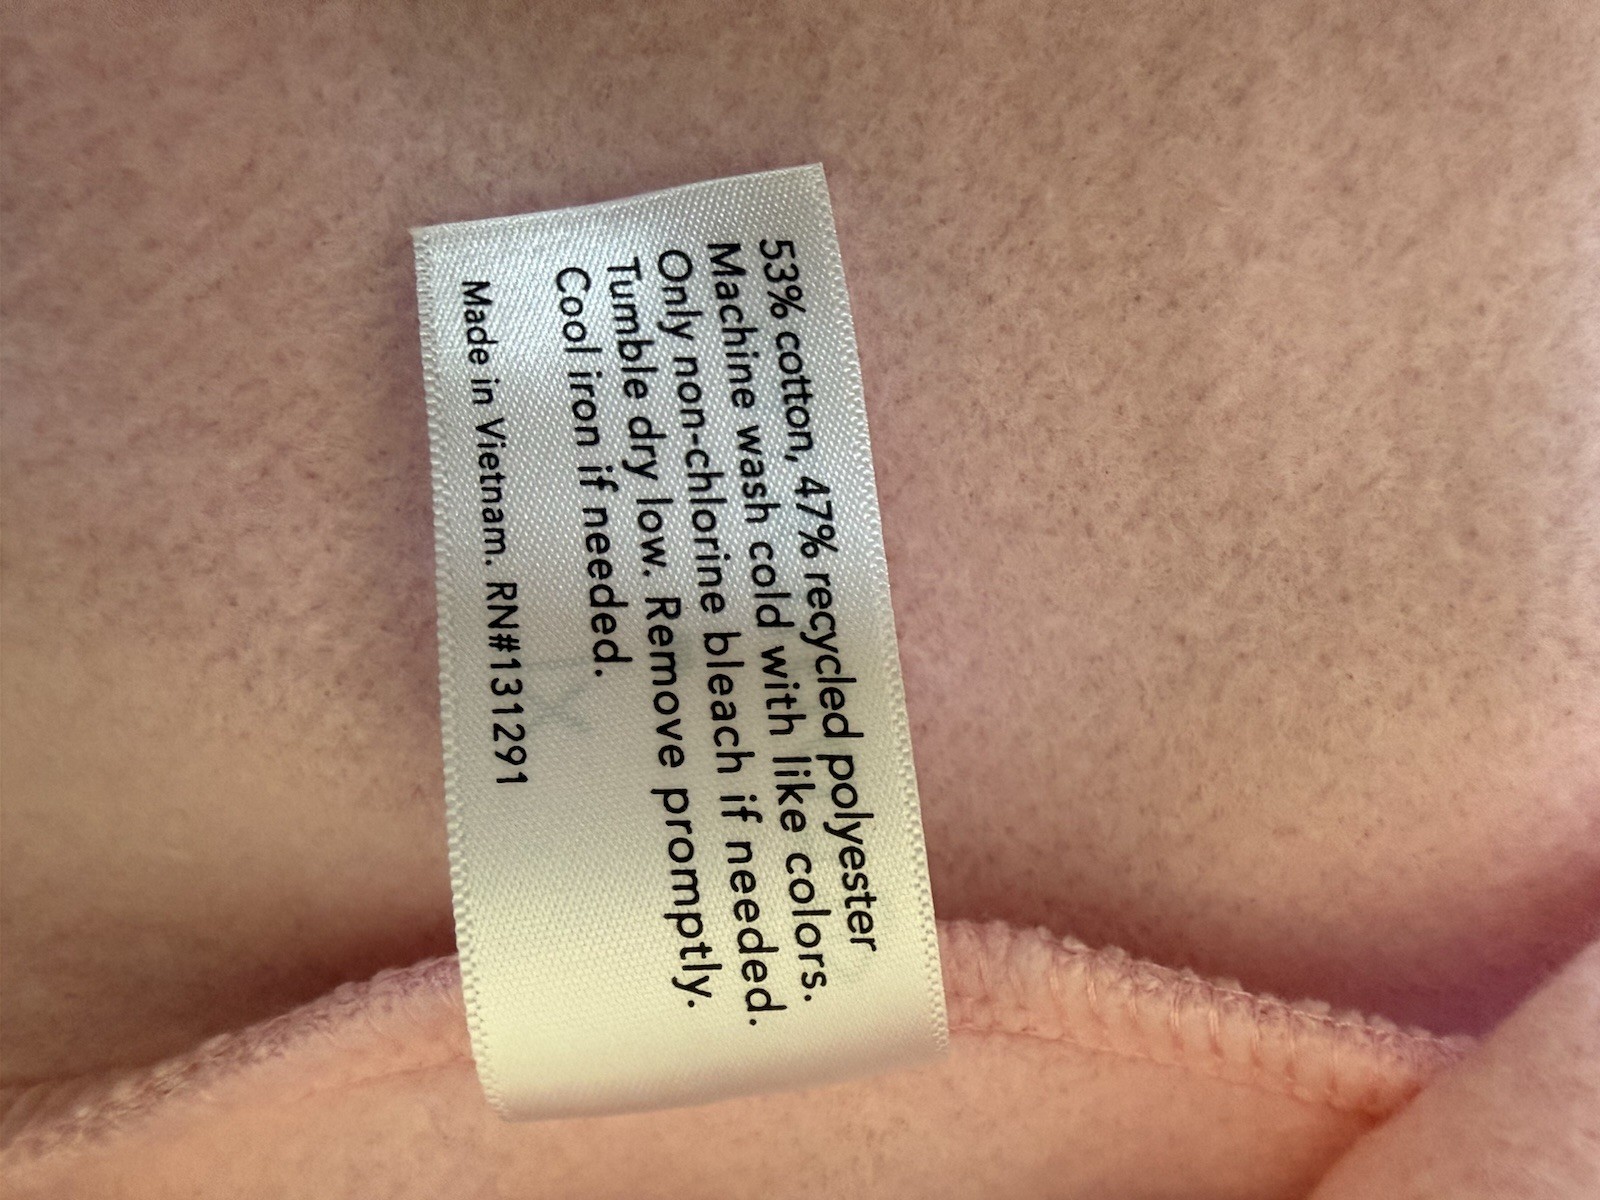 53% cotton, 47% recycled polyester
Machine wash cold with like colors.
Only non-chlorine bleach if needed.
Tumble dry low. Remove promptly.
Cool iron if needed.
Made in Vietnam. RN#131291